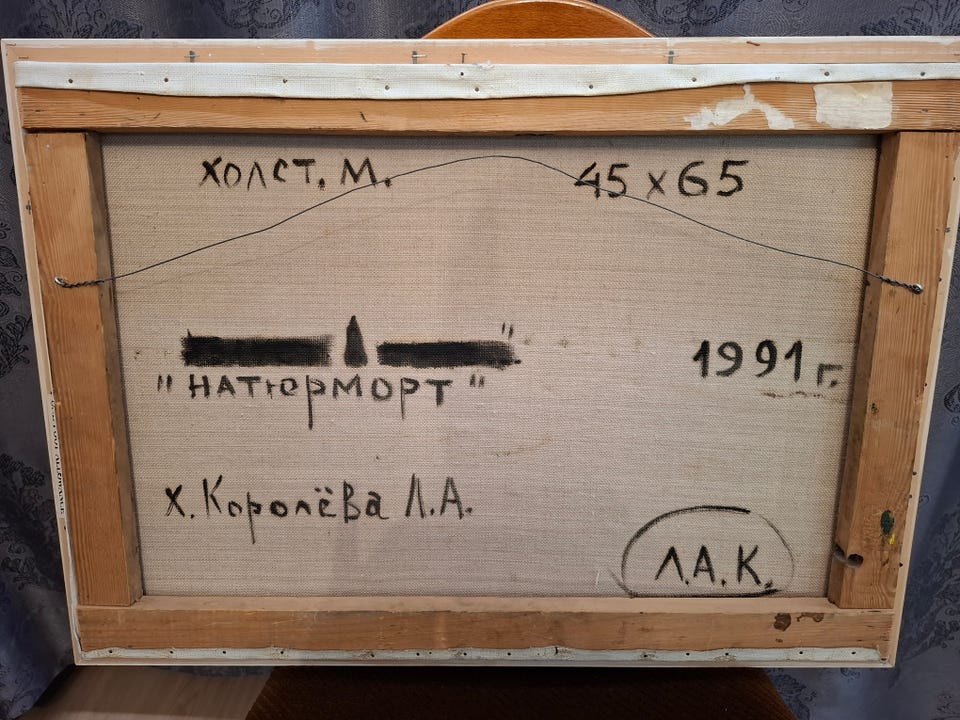 ХОЛСТ. М. 45 х 65
"НАТЮРМОРТ" 1991 г.
Х. Королёва Л.А.
Л.А.К.